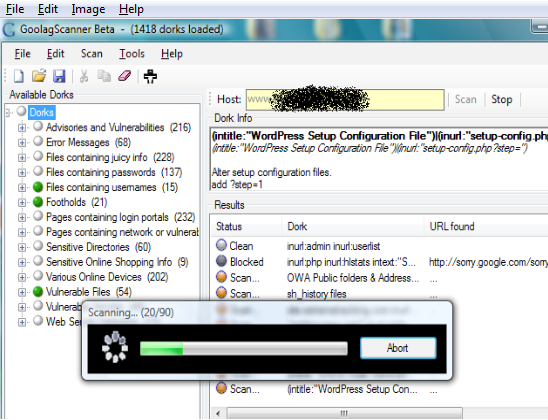 File Edit Image Help
GoolagScanner Beta - (1418 dorks loaded)
File Edit Scan Tools Help
Available Dorks
Host: www.
Scan Stop
Dorks
Advisories and Vulnerabilities (216)
Error Messages (68)
Files containing juicy info (228)
Files containing passwords (137)
Files containing usernames (15)
Footholds (21)
Pages containing login portals (232)
Pages containing network or vulnerab
Sensitive Directories (60)
Sensitive Online Shopping Info (9)
Various Online Devices (202)
Vulnerable Files (54)
Vulnerable
Web Se
Dork Info
(intitle:"WordPress Setup Configuration File")|(inurl:"setup-config.php
(intitle:"WordPress Setup Configuration File")|(inurl:"setup-config.php?step=")
Alter setup configuration files.
add ?step=1
Results
Status Dork URL found
Clean inurl:admin inurl:userlist
Blocked inurl:php inurl:hlstats intext:"S... http://sorry.google.com/sorry
Scan... OWA Public folders & Address... ...
Scan... sh_history files ...
Scanning... (20/90)
Abort
Scan... (intitle:"WordPress Setup Con... ...